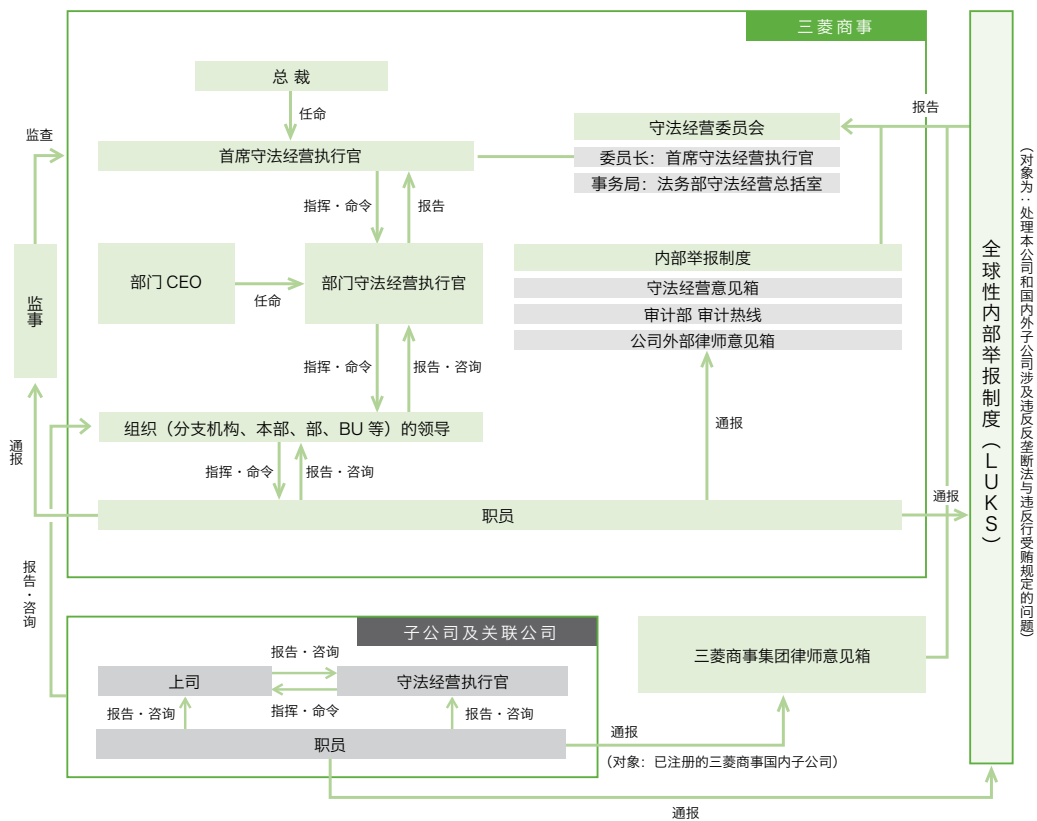 三菱商事
总 裁
任命
报告
监查
首席守法经营执行官
守法经营委员会
委员长：首席守法经营执行官
事务局：法务部守法经营总括室
指挥・命令
报告
监事
部门 CEO
任命
部门守法经营执行官
内部举报制度
守法经营意见箱
审计部 审计热线
公司外部律师意见箱
指挥・命令
报告・咨询
通报
组织（分支机构、本部、部、BU 等）的领导
通报
指挥・命令
报告・咨询
职员
通报
全球性内部举报制度（LUKS）
（对象为：处理本公司和国内外子公司涉及违反反垄断法与违反行受贿规定的问题）
报告・咨询
子公司及关联公司
报告・咨询
上司
守法经营执行官
指挥・命令
报告・咨询
报告・咨询
职员
三菱商事集团律师意见箱
通报
（对象：已注册的三菱商事国内子公司）
通报